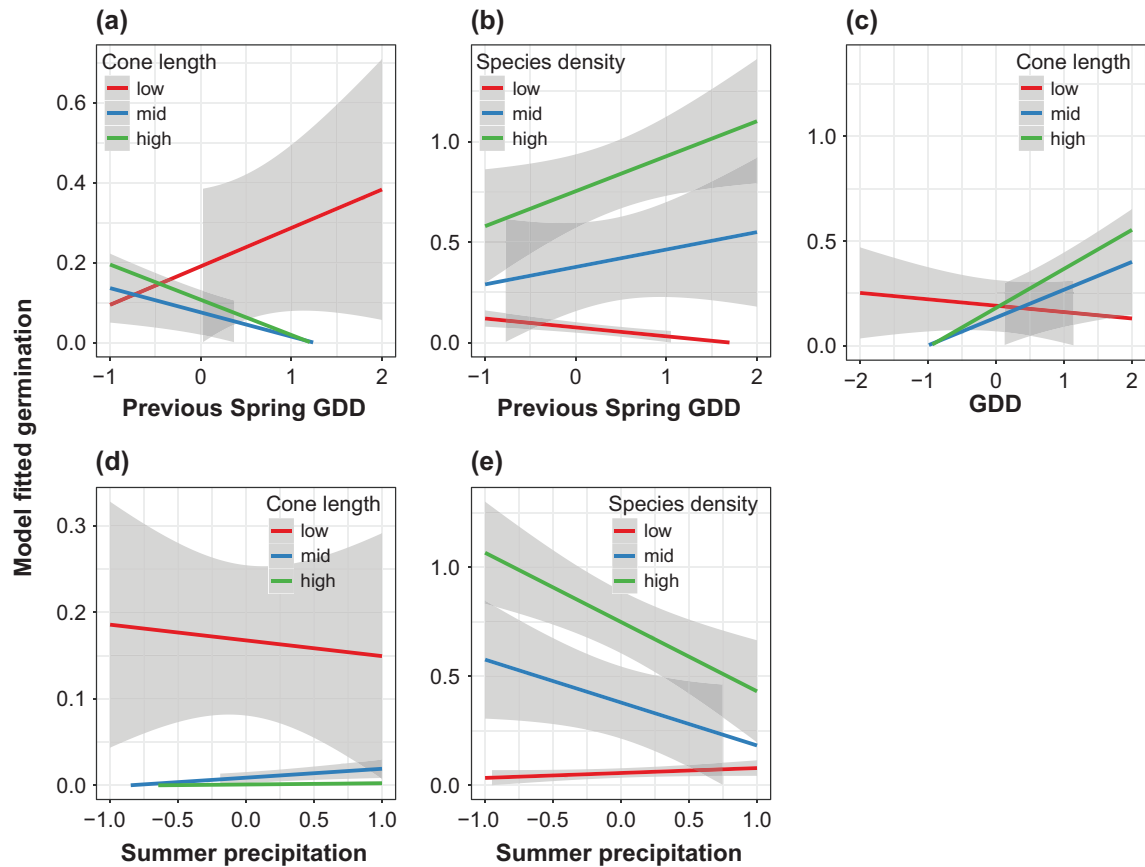 (a)
Cone length
low
mid
high
0.6
0.4
0.2
0.0
−1
0
1
2
Previous Spring GDD
(b)
Species density
low
mid
high
1.0
0.5
0.0
−1
0
1
2
Previous Spring GDD
(c)
Cone length
low
mid
high
1.0
0.5
0.0
−2
−1
0
1
2
GDD
Model fitted germination
(d)
Cone length
low
mid
high
0.3
0.2
0.1
0.0
−1.0
−0.5
0.0
0.5
1.0
Summer precipitation
(e)
Species density
low
mid
high
1.0
0.5
0.0
−1.0
−0.5
0.0
0.5
1.0
Summer precipitation